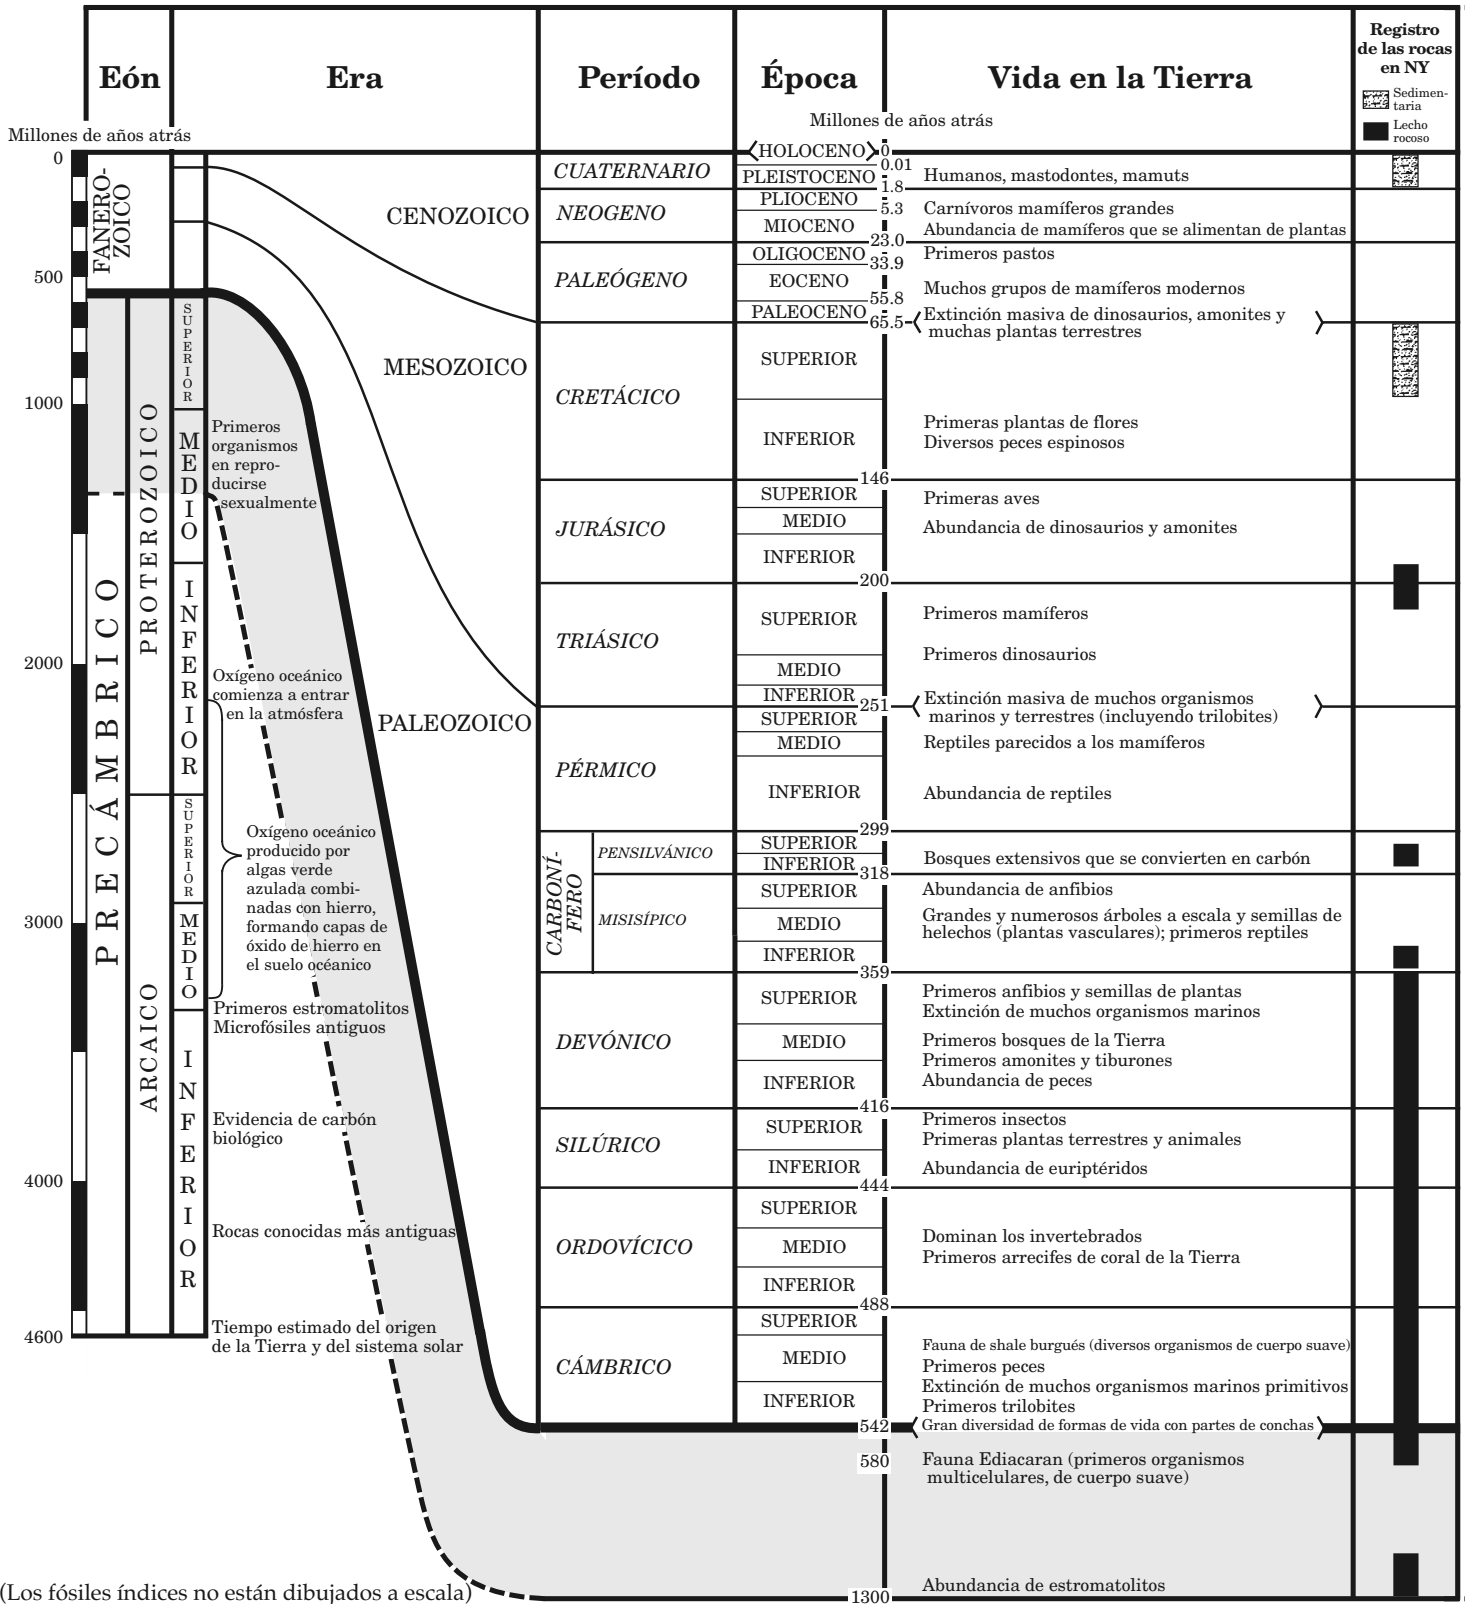 Eón
Era
Período
Época
Vida en la Tierra
Registro
de las rocas
en NY
Sedimen-
taria
Lecho
rocoso
Millones de años atrás
Millones de años atrás
0
500
1000
2000
3000
4000
4600
FANERO-
ZOICO
PRECÁMBRICO
PROTEROZOICO
ARCAICO
SUPERIOR
MEDIO
INFERIOR
SUPERIOR
MEDIO
INFERIOR
Primeros
organismos
en repro-
ducirse
sexualmente
Oxígeno oceánico
comienza a entrar
en la atmósfera
Oxígeno oceánico
producido por
algas verde
azulada combi-
nadas con hierro,
formando capas de
óxido de hierro en
el suelo océanico
Primeros estromatolitos
Microfósiles antiguos
Evidencia de carbón
biológico
Rocas conocidas más antiguas
Tiempo estimado del origen
de la Tierra y del sistema solar
CENOZOICO
MESOZOICO
PALEOZOICO
CUATERNARIO
NEOGENO
PALEÓGENO
CRETÁCICO
JURÁSICO
TRIÁSICO
PÉRMICO
CARBONÍ-
FERO
PENSILVÁNICO
MISISÍPICO
DEVÓNICO
SILÚRICO
ORDOVÍCICO
CÁMBRICO
HOLOCENO
PLEISTOCENO
PLIOCENO
MIOCENO
OLIGOCENO
EOCENO
PALEOCENO
SUPERIOR
INFERIOR
SUPERIOR
MEDIO
INFERIOR
SUPERIOR
MEDIO
INFERIOR
SUPERIOR
MEDIO
INFERIOR
SUPERIOR
INFERIOR
SUPERIOR
MEDIO
INFERIOR
SUPERIOR
MEDIO
INFERIOR
SUPERIOR
INFERIOR
SUPERIOR
MEDIO
INFERIOR
SUPERIOR
MEDIO
INFERIOR
0
0.01
1.8
5.3
23.0
33.9
55.8
65.5
146
200
251
299
318
359
416
444
488
542
580
1300
Humanos, mastodontes, mamuts
Carnívoros mamíferos grandes
Abundancia de mamíferos que se alimentan de plantas
Primeros pastos
Muchos grupos de mamíferos modernos
Extinción masiva de dinosaurios, amonites y
muchas plantas terrestres
Primeras plantas de flores
Diversos peces espinosos
Primeras aves
Abundancia de dinosaurios y amonites
Primeros mamíferos
Primeros dinosaurios
Extinción masiva de muchos organismos
marinos y terrestres (incluyendo trilobites)
Reptiles parecidos a los mamíferos
Abundancia de reptiles
Bosques extensivos que se convierten en carbón
Abundancia de anfibios
Grandes y numerosos árboles a escala y semillas de
helechos (plantas vasculares); primeros reptiles
Primeros anfibios y semillas de plantas
Extinción de muchos organismos marinos
Primeros bosques de la Tierra
Primeros amonites y tiburones
Abundancia de peces
Primeros insectos
Primeras plantas terrestres y animales
Abundancia de euriptéridos
Dominan los invertebrados
Primeros arrecifes de coral de la Tierra
Fauna de shale burgués (diversos organismos de cuerpo suave)
Primeros peces
Extinción de muchos organismos marinos primitivos
Primeros trilobites
Gran diversidad de formas de vida con partes de conchas
Fauna Ediacaran (primeros organismos
multicelulares, de cuerpo suave)
Abundancia de estromatolitos
(Los fósiles índices no están dibujados a escala)